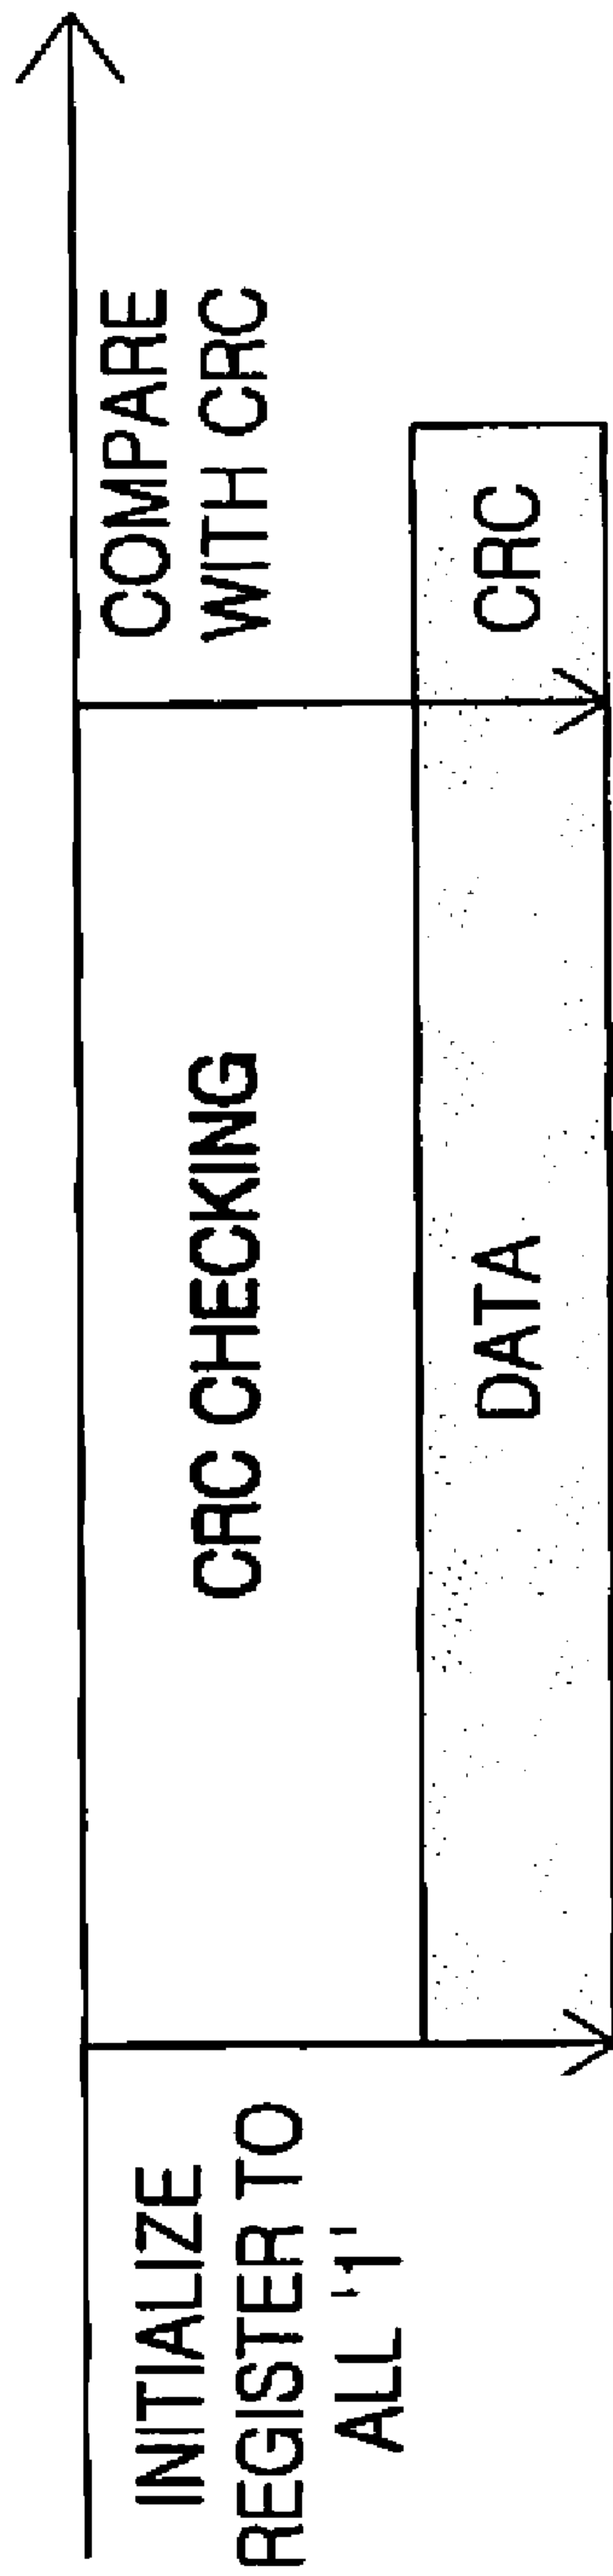 INITIALIZE
REGISTER TO
ALL '1'
CRC CHECKING
COMPARE
WITH CRC
DATA
CRC